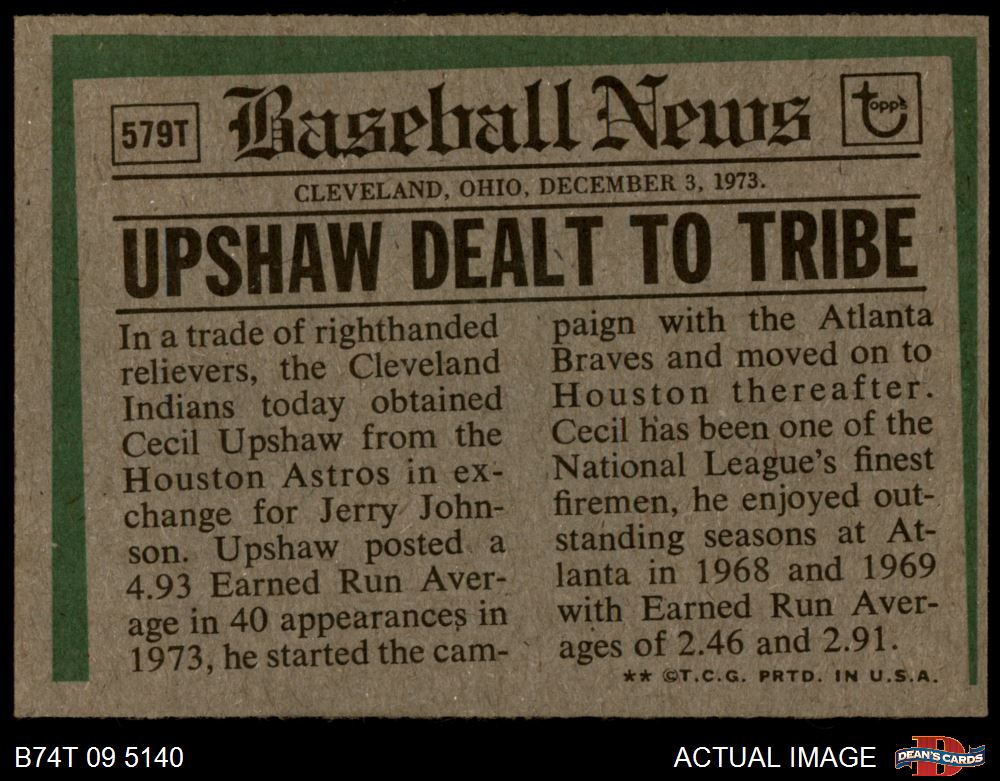 579T
Baseball News
topps
CLEVELAND, OHIO, DECEMBER 3, 1973.
UPSHAW DEALT TO TRIBE
In a trade of righthanded
relievers, the Cleveland
Indians today obtained
Cecil Upshaw from the
Houston Astros in ex-
change for Jerry John-
son. Upshaw posted a
4.93 Earned Run Aver-
age in 40 appearances in
1973, he started the cam-
paign with the Atlanta
Braves and moved on to
Houston thereafter.
Cecil has been one of the
National League's finest
firemen, he enjoyed out-
standing seasons at At-
lanta in 1968 and 1969
with Earned Run Aver-
ages of 2.46 and 2.91.
** ©T.C.G. PRTD. IN U.S.A.
B74T 09 5140
ACTUAL IMAGE
D
DEAN'S CARDS